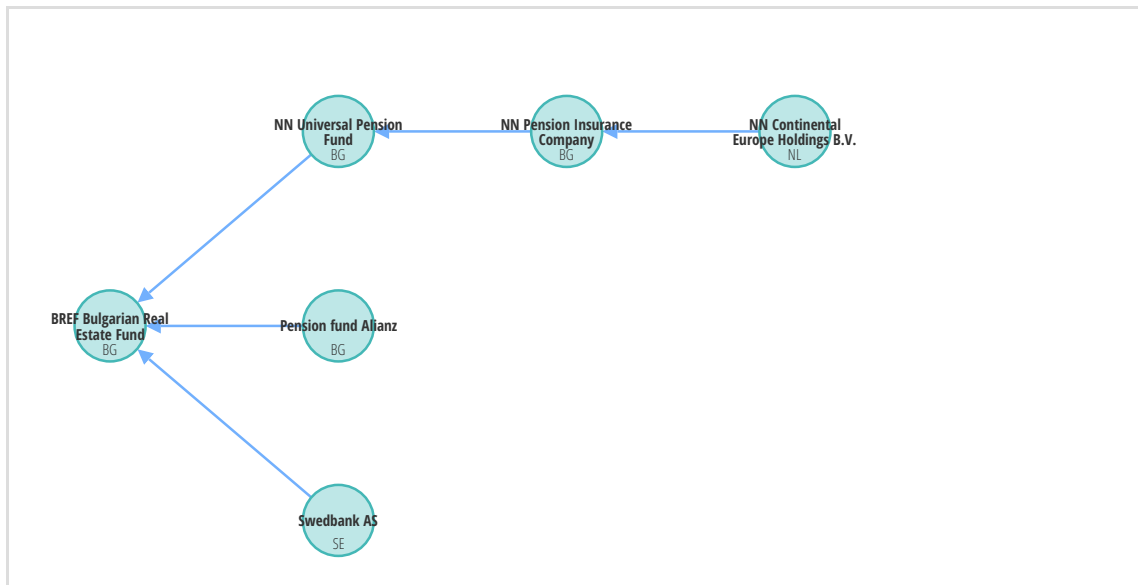 NN Universal Pension
Fund
BG
NN Pension Insurance
Company
BG
NN Continental
Europe Holdings B.V.
NL
BREF Bulgarian Real
Estate Fund
BG
Pension fund Alianz
BG
Swedbank AS
SE